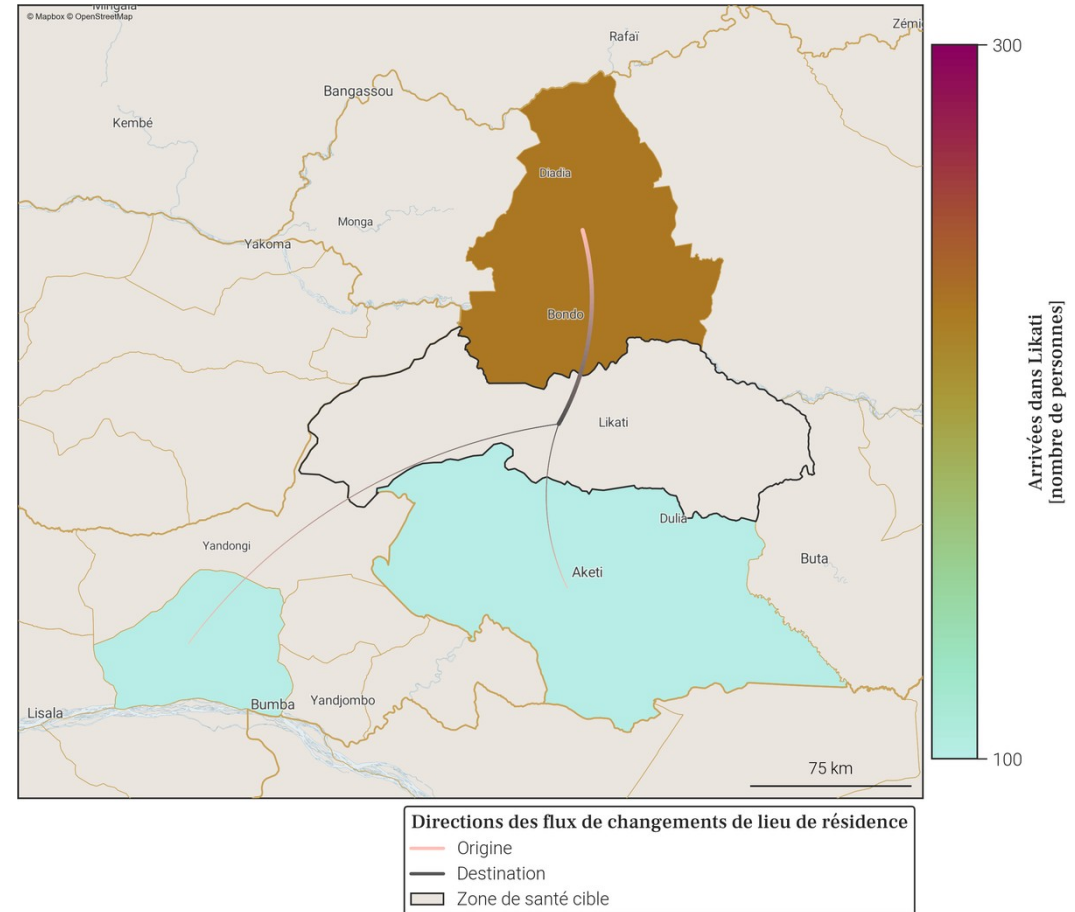 Mingala
© Mapbox © OpenStreetMap
Zémi
Rafaï
300
Bangassou
Kembé
Diadia
Monga
Yakoma
Bondo
Likati
Arrivées dans Likati
[nombre de personnes]
Dulia
Yandongi
Buta
Aketi
Yandjombo
Bumba
Lisala
75 km
100
Directions des flux de changements de lieu de résidence
Origine
Destination
Zone de santé cible